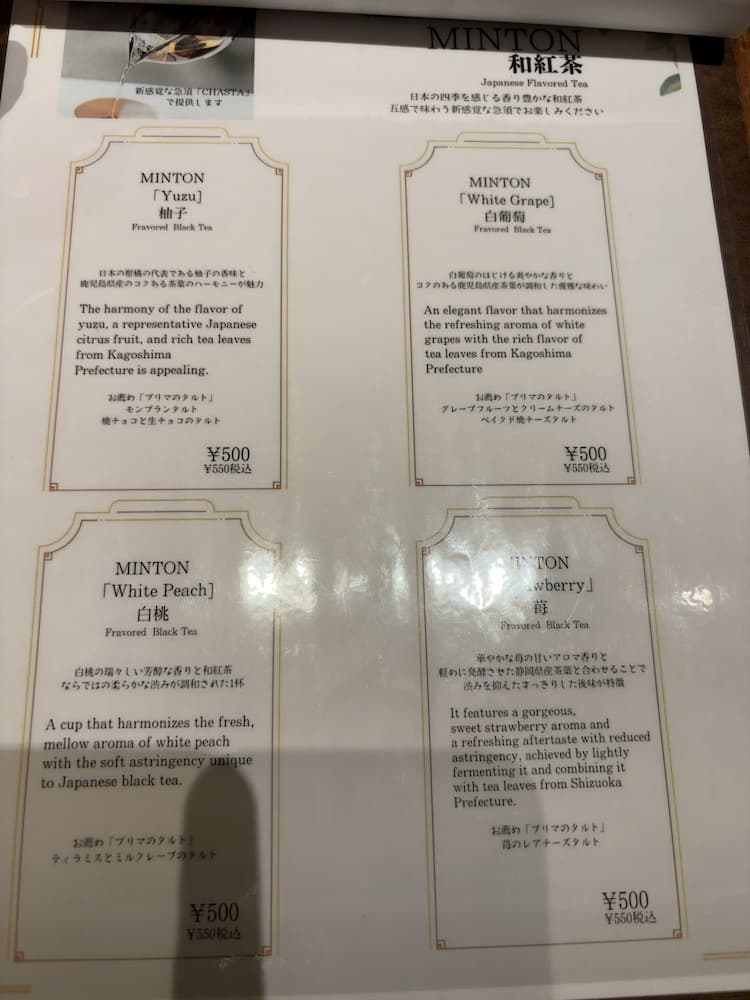 新感覚な急須「CHASTA」
で提供します
MINTON
和紅茶
Japanese Flavored Tea
日本の四季を感じる香り豊かな和紅茶
五感で味わう新感覚な急須でお楽しみください
MINTON
「Yuzu]
柚子
Fravored Black Tea
日本の柑橘の代表である柚子の香味と
鹿児島県産のコクある茶葉のハーモニーが魅力
The harmony of the flavor of
yuzu, a representative Japanese
citrus fruit, and rich tea leaves
from Kagoshima
Prefecture is appealing.
お薦め「プリマのタルト」
モンブランタルト
焼チョコと生チョコのタルト
¥500
¥550税込
MINTON
「White Grape]
白葡萄
Fravored Black Tea
白葡萄のはじける爽やかな香りと
コクのある鹿児島県産茶葉が調和した優雅な味わい
An elegant flavor that harmonizes
the refreshing aroma of white
grapes with the rich flavor of
tea leaves from Kagoshima
Prefecture
お薦め「プリマのタルト」
グレープフルーツとクリームチーズのタルト
ベイクド焼チーズタルト
¥500
¥550税込
MINTON
「White Peach]
白桃
Fravored Black Tea
白桃の瑞々しい芳醇な香りと和紅茶
ならではの柔らかな渋みが調和された1杯
A cup that harmonizes the fresh,
mellow aroma of white peach
with the soft astringency unique
to Japanese black tea.
お薦め「プリマのタルト」
ティラミスとミルクレープのタルト
¥500
¥550税込
苺
Fravored Black Tea
華やかな苺の甘いアロマ香りと
軽めに発酵させた静岡県産茶葉と合わせることで
渋みを抑えたすっきりした後味が特徴
It features a gorgeous,
sweet strawberry aroma and
a refreshing aftertaste with reduced
astringency, achieved by lightly
fermenting it and combining it
with tea leaves from Shizuoka
Prefecture.
お薦め「プリマのタルト」
苺のレアチーズタルト
¥500
¥550税込